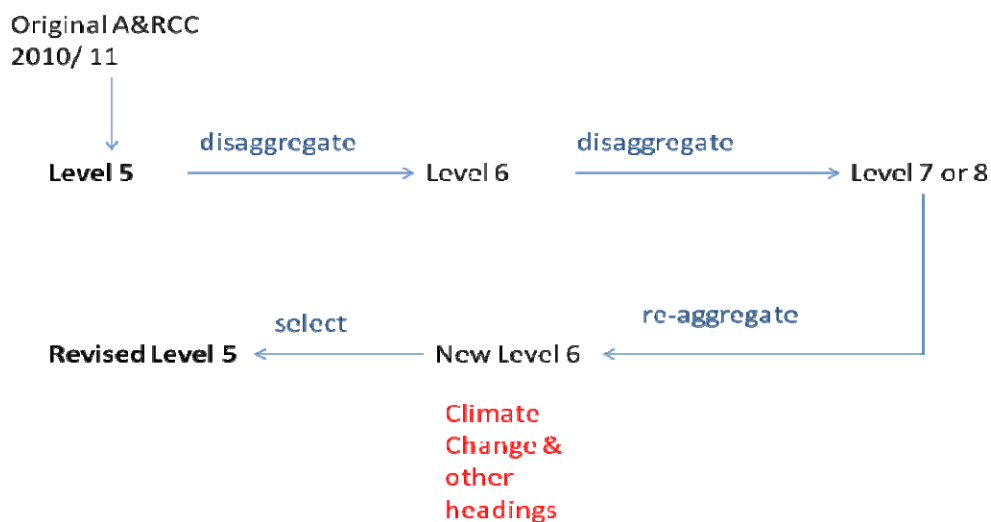 Original A&RCC
2010/ 11
disaggregate
disaggregate
Level 5
Level 6
Level 7 or 8
select
re-aggregate
Revised Level 5
New Level 6
Climate
Change &
other
headings